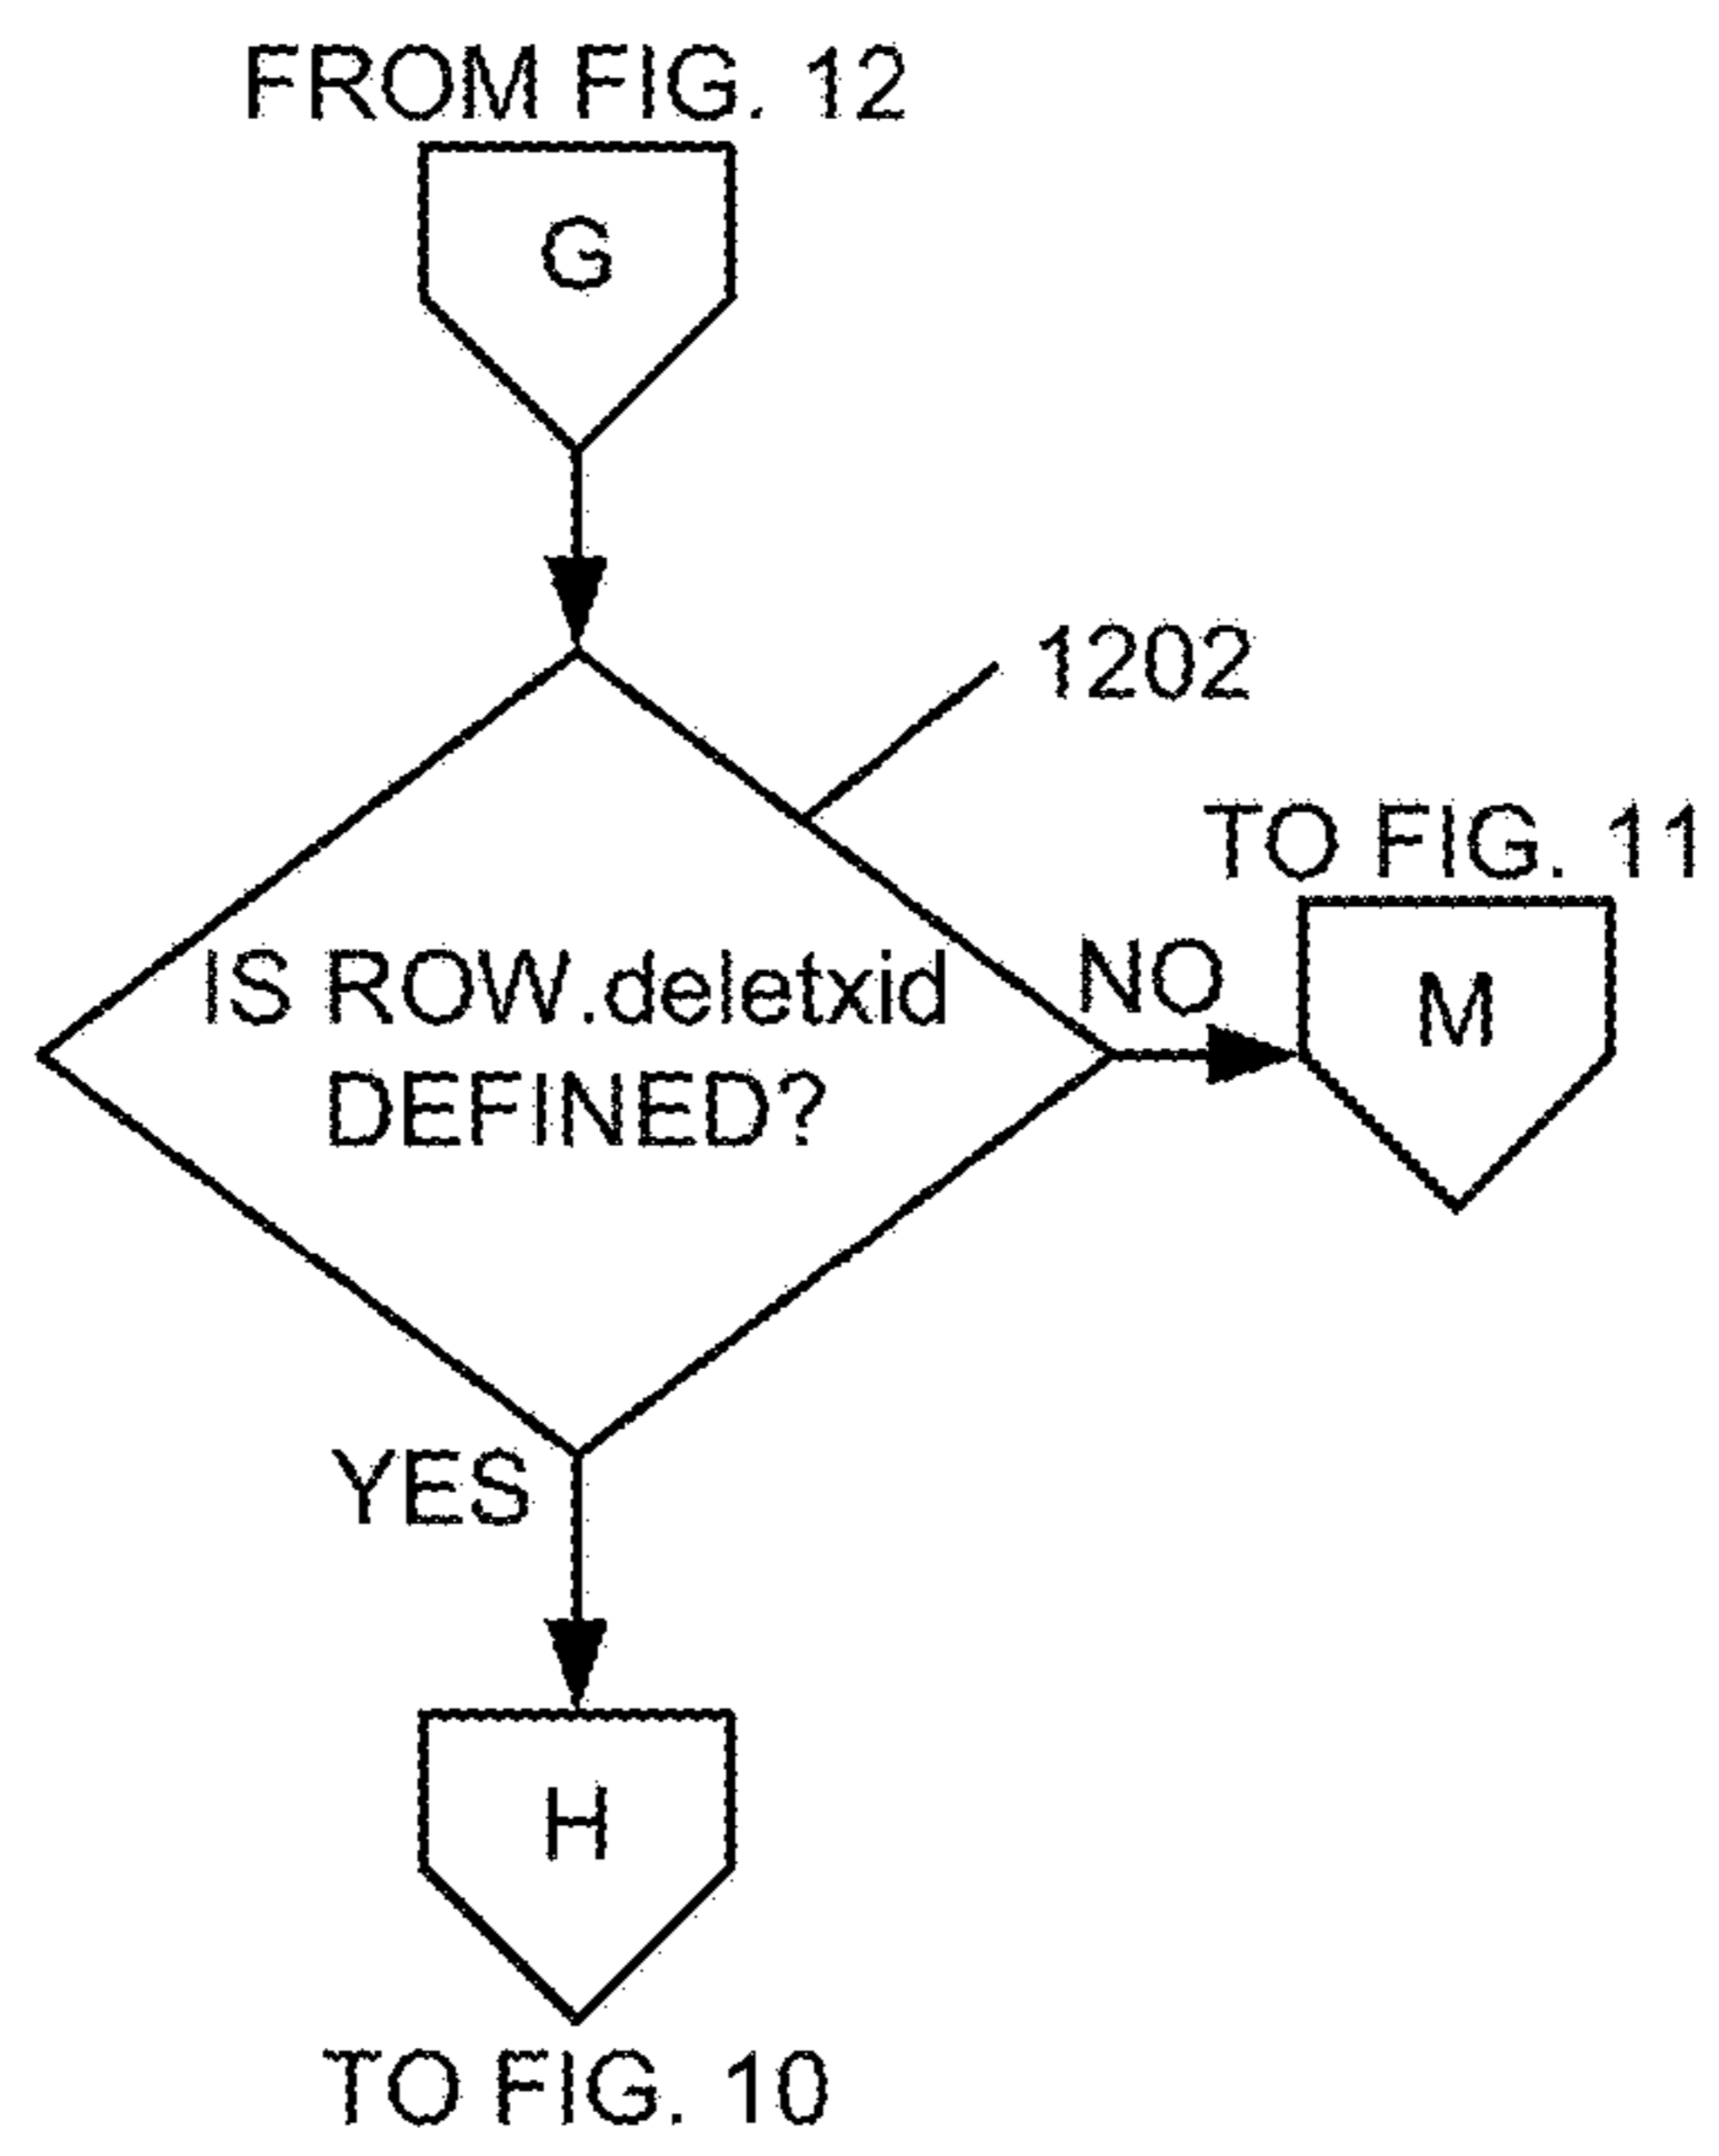 FROM FIG. 12
G
1202
TO FIG. 11
IS ROW.deletxid
DEFINED?
NO
M
YES
H
TO FIG. 10